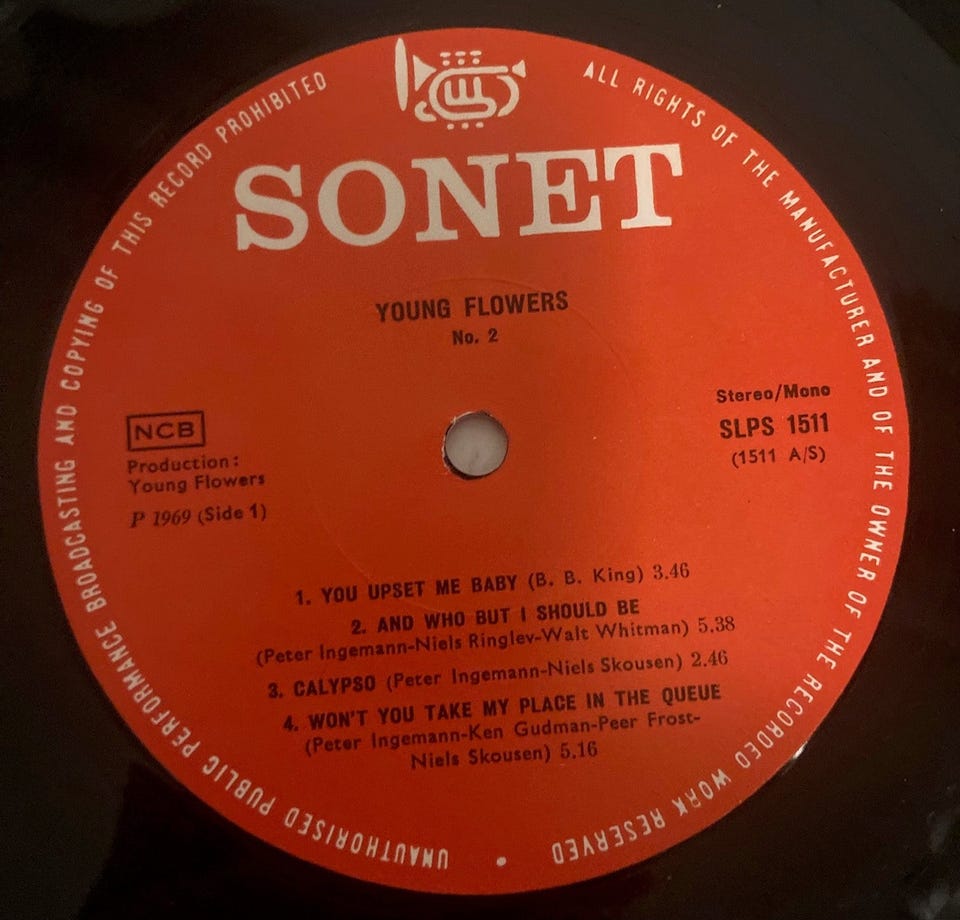 SONET
YOUNG FLOWERS
No. 2
NCB
Production:
Young Flowers
P 1969 (Side 1)
Stereo/Mono
SLPS 1511
(1511 A/S)
1. YOU UPSET ME BABY (B. B. King) 3.46
2. AND WHO BUT I SHOULD BE
(Peter Ingemann-Niels Ringlev-Walt Whitman) 5.38
3. CALYPSO (Peter Ingemann-Niels Skousen) 2.46
4. WON'T YOU TAKE MY PLACE IN THE QUEUE
(Peter Ingemann-Ken Gudman-Peer Frost-
Niels Skousen) 5.16
ALL RIGHTS OF THE MANUFACTURER AND OF THE OWNER OF THE RECORDED WORK RESERVED •
UNAUTHORISED PUBLIC PERFORMANCE BROADCASTING AND COPYING OF THIS RECORD PROHIBITED